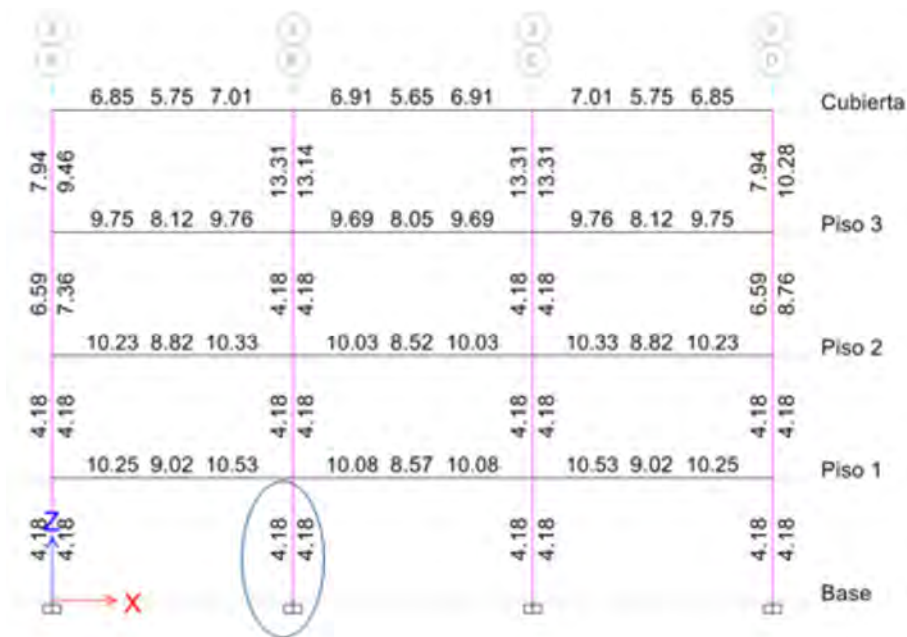 6.85 5.75 7.01 6.91 5.65 6.91 7.01 5.75 6.85 Cubierta
7.94 9.46 13.31 13.14 13.31 13.31 7.94 10.28
9.75 8.12 9.76 9.69 8.05 9.69 9.76 8.12 9.75 Piso 3
6.59 7.36 4.18 4.18 4.18 4.18 6.59 8.76
10.23 8.82 10.33 10.03 8.52 10.03 10.33 8.82 10.23 Piso 2
4.18 4.18 4.18 4.18 4.18 4.18 4.18 4.18
10.25 9.02 10.53 10.08 8.57 10.08 10.53 9.02 10.25 Piso 1
4.18 4.18 4.18 4.18 4.18 4.18 4.18 4.18
Z
X
Base